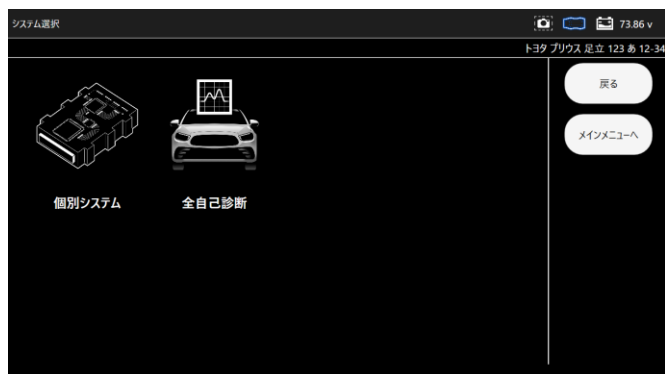 システム選択
73.86 v
トヨタ プリウス 足立 123 あ 12-34
戻る
メインメニューへ
個別システム
全自己診断